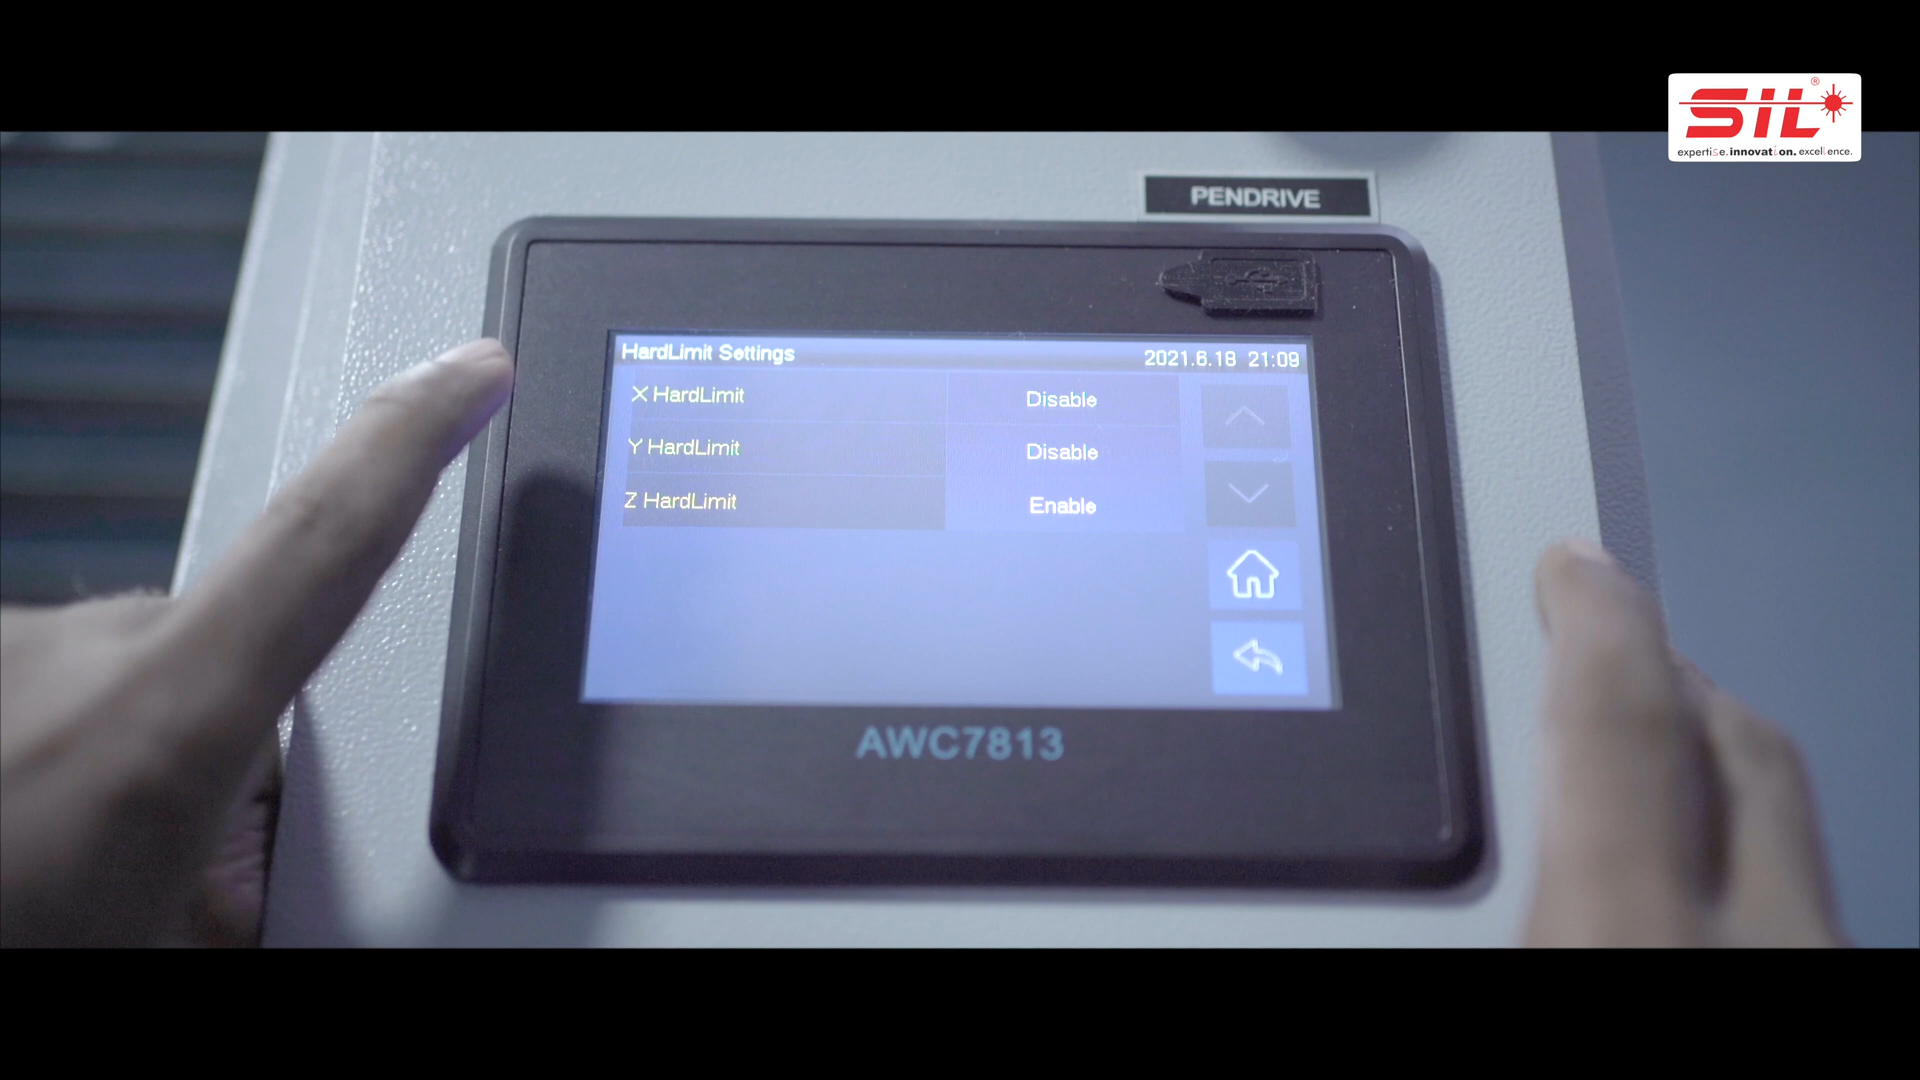 SIL®
expertise.innovation.excellence.
PENDRIVE
HardLimit Settings 2021.6.18 21:09
X HardLimit Disable
Y HardLimit Disable
Z HardLimit Enable
AWC7813